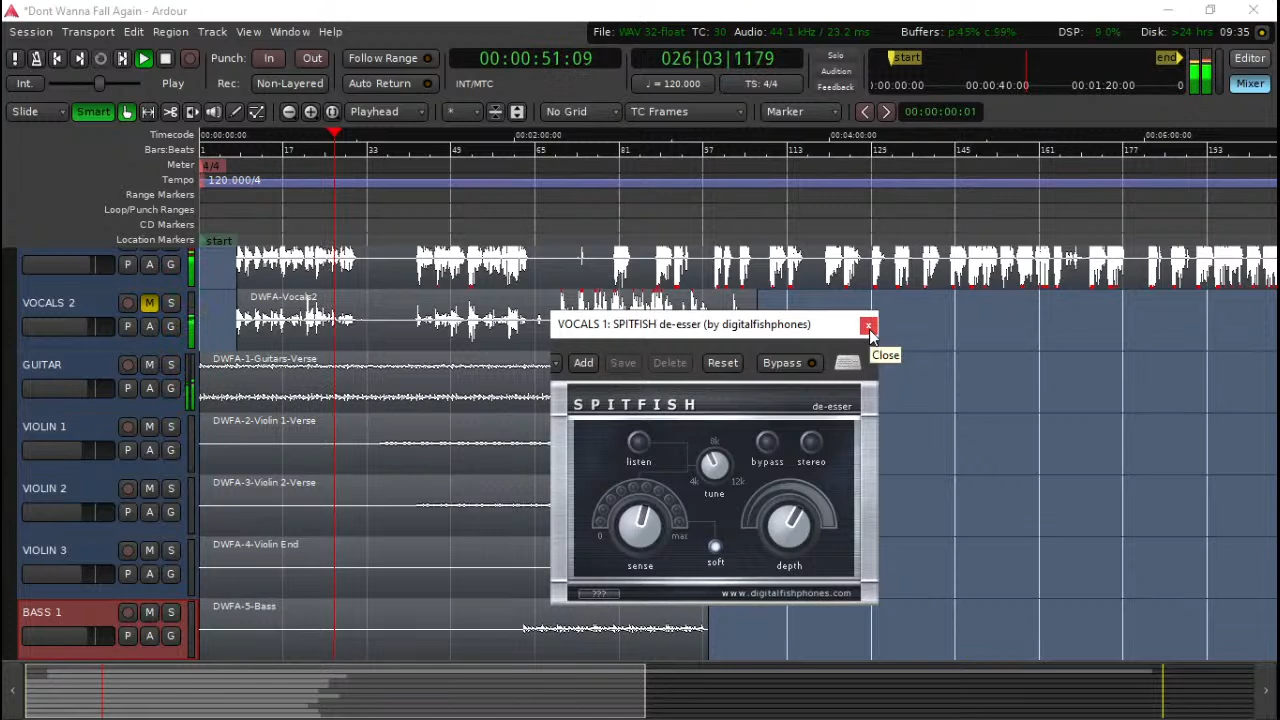 *Dont Wanna Fall Again - Ardour
Session Transport Edit Region Track View Window Help
File: WAV 32-float TC: 30 Audio: 44.1 kHz / 23.2 ms Buffers: p:45% c:99% DSP: 9.0% Disk: >24 hrs 09:35
Punch: In Out Follow Range 00:00:51:09 026|03|1179 Solo Audition Feedback start end Editor
Int. Play Rec: Non-Layered Auto Return INT/MTC ♩ = 120.000 TS: 4/4 0:00:00:00 00:00:40:00 00:01:20:00 0 Mixer
Slide Smart Playhead * No Grid TC Frames Marker 00:00:00:01
Timecode 00:00:00:00 00:02:00:00 00:04:00:00 00:06:00:00
Bars:Beats 1 17 33 45 65 81 97 113 129 145 161 177 193
Meter 4/4
Tempo 120.000/4
Range Markers
Loop/Punch Ranges
CD Markers
Location Markers start
P A G
VOCALS 2 M S DWFA-Vocals2
P A G
VOCALS 1: SPITFISH de-esser (by digitalfishphones) x
Close
Add Save Delete Reset Bypass
GUITAR M S DWFA-1-Guitars-Verse
P A G
SPITFISH de-esser
VIOLIN 1 M S DWFA-2-Violin 1-Verse
P A G
8k
listen bypass stereo
4k 12k
tune
VIOLIN 2 M S DWFA-3-Violin 2-Verse
P A G
0 max
VIOLIN 3 M S DWFA-4-Violin End
P A G
sense soft depth
??? www.digitalfishphones.com
BASS 1 M S DWFA-5-Bass
P A G